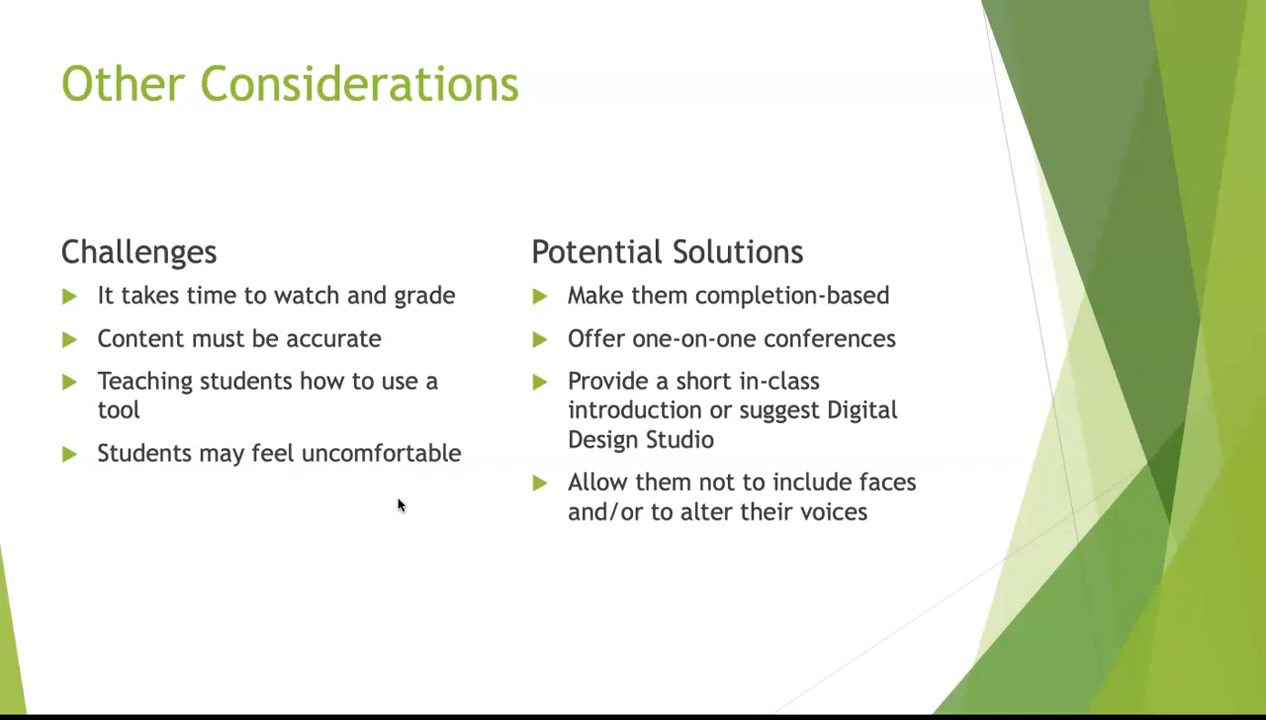 Other Considerations
Challenges
It takes time to watch and grade
Content must be accurate
Teaching students how to use a
tool
Students may feel uncomfortable
Potential Solutions
Make them completion-based
Offer one-on-one conferences
Provide a short in-class
introduction or suggest Digital
Design Studio
Allow them not to include faces
and/or to alter their voices